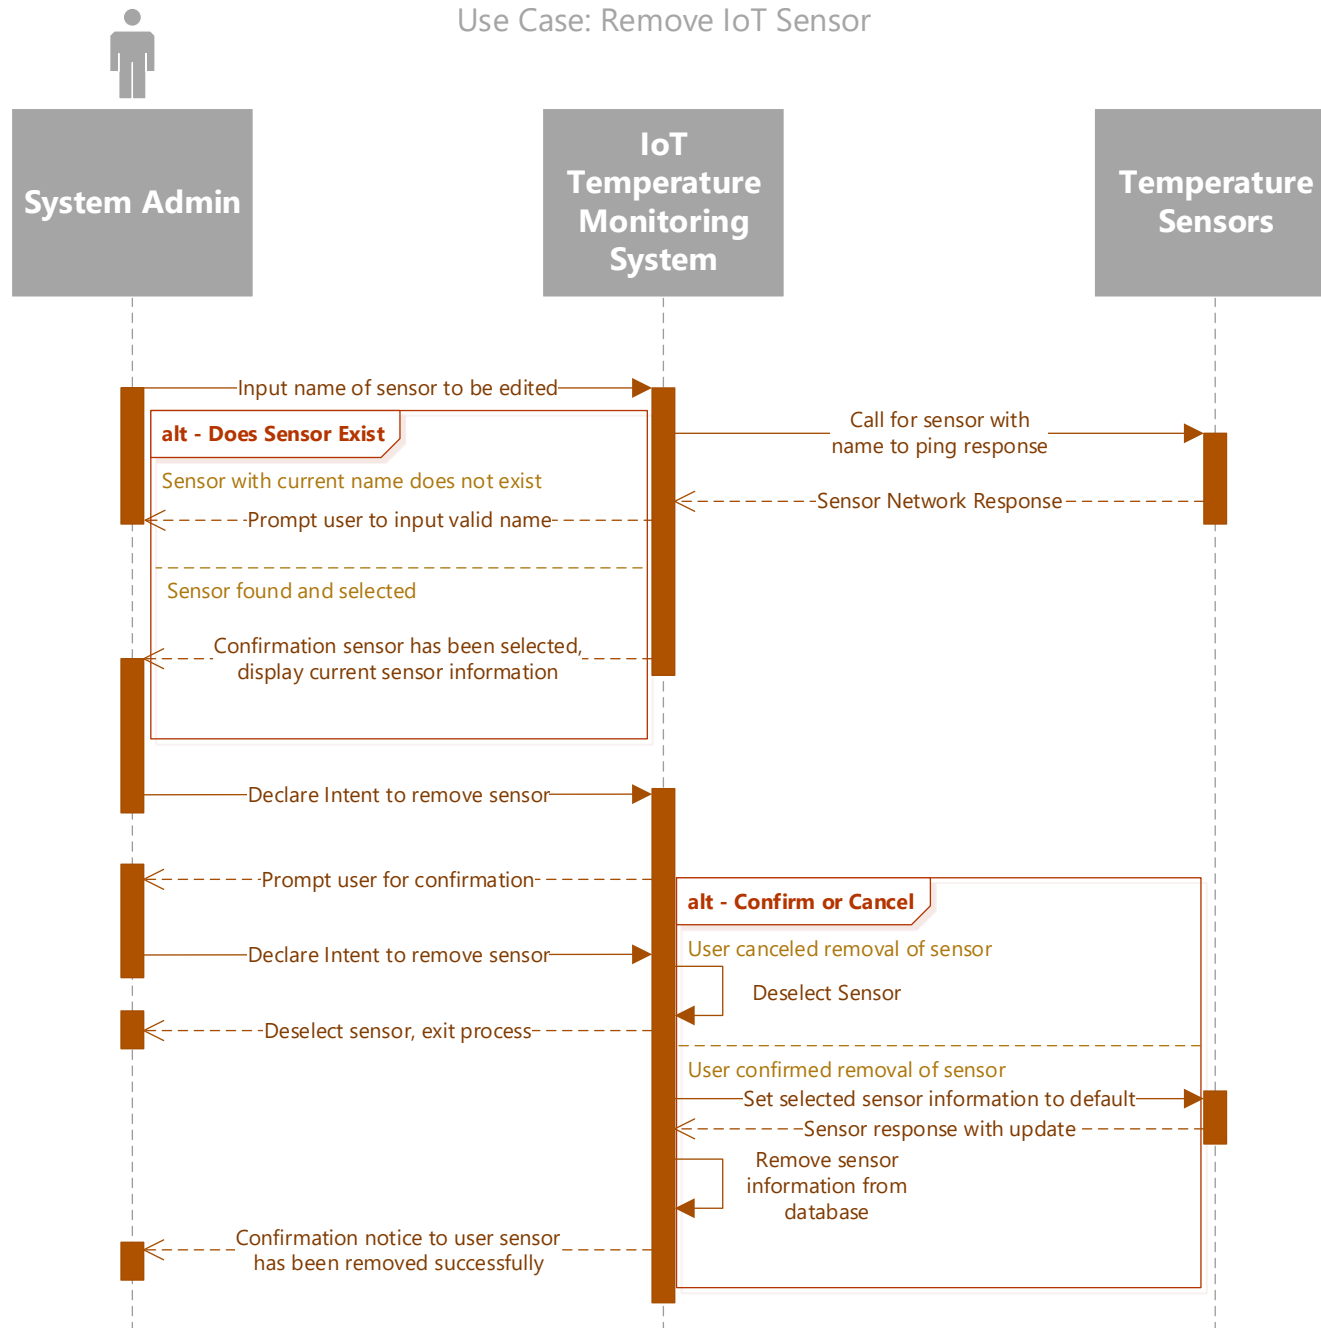 Use Case: Remove IoT Sensor
System Admin
IoT
Temperature
Monitoring
System
Temperature
Sensors
Input name of sensor to be edited
alt - Does Sensor Exist
Call for sensor with
name to ping response
Sensor with current name does not exist
Sensor Network Response
Prompt user to input valid name
Sensor found and selected
Confirmation sensor has been selected,
display current sensor information
Declare Intent to remove sensor
Prompt user for confirmation
alt - Confirm or Cancel
User canceled removal of sensor
Declare Intent to remove sensor
Deselect Sensor
Deselect sensor, exit process
User confirmed removal of sensor
Set selected sensor information to default
Sensor response with update
Remove sensor
information from
database
Confirmation notice to user sensor
has been removed successfully